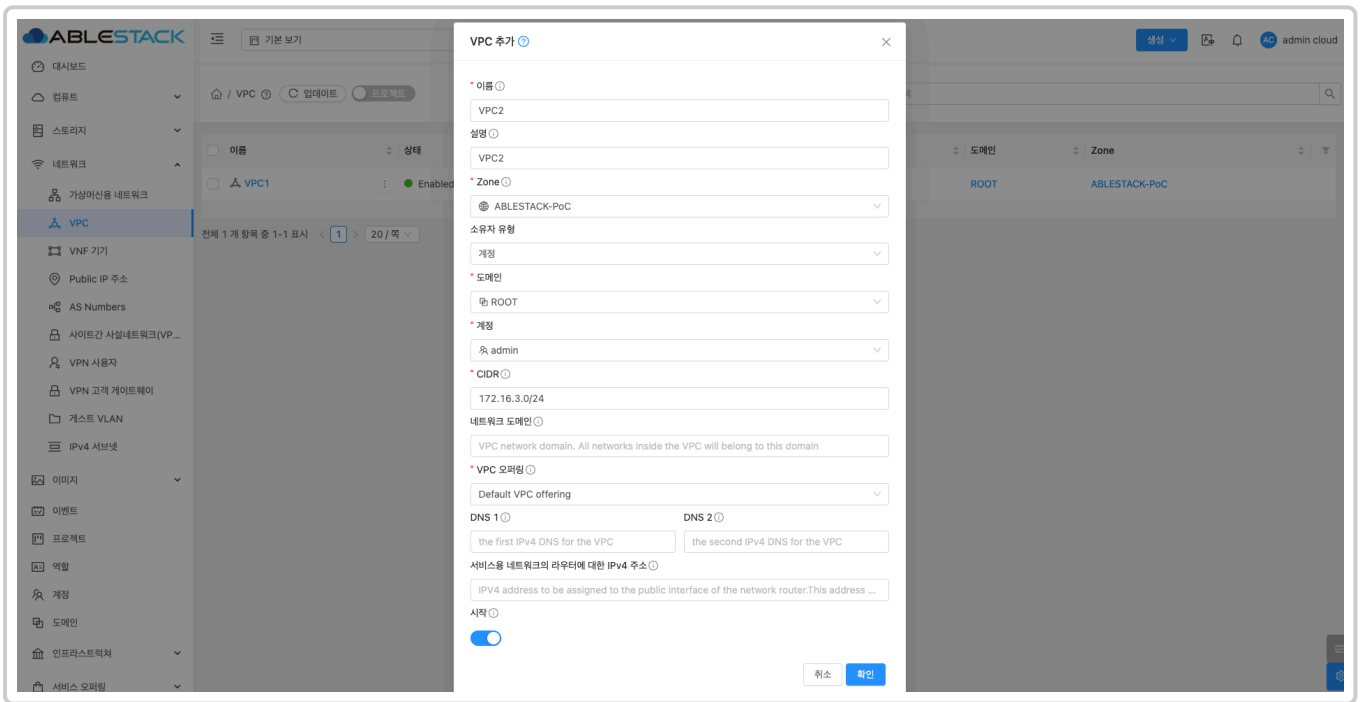 ABLESTACK
기본 보기
VPC 추가
생성
AC admin cloud
대시보드
컴퓨트
/ VPC 업데이트 프로젝트
스토리지
네트워크
가상머신용 네트워크
VPC
VNF 기기
Public IP 주소
AS Numbers
사이트간 사설네트워크(VP...
VPN 사용자
VPN 고객 게이트웨이
게스트 VLAN
IPv4 서브넷
이미지
이벤트
프로젝트
역할
계정
도메인
인프라스트럭쳐
서비스 오퍼링
이름 상태 도메인 Zone
VPC1 Enabled ROOT ABLESTACK-PoC
전체 1 개 항목 중 1-1 표시 < 1 > 20 / 쪽
* 이름
VPC2
설명
VPC2
* Zone
ABLESTACK-PoC
소유자 유형
계정
* 도메인
ROOT
* 계정
admin
* CIDR
172.16.3.0/24
네트워크 도메인
VPC network domain. All networks inside the VPC will belong to this domain
* VPC 오퍼링
Default VPC offering
DNS 1 DNS 2
the first IPv4 DNS for the VPC the second IPv4 DNS for the VPC
서비스용 네트워크의 라우터에 대한 IPv4 주소
IPV4 address to be assigned to the public interface of the network router.This address ...
시작
취소 확인